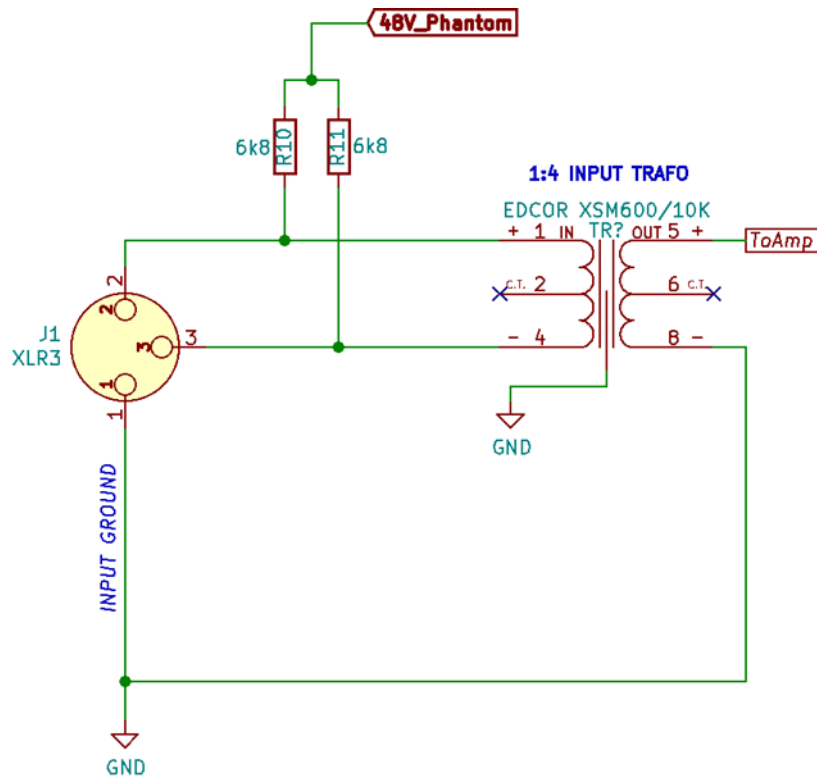 48V_Phantom
6k8
R10
R11
6k8
1:4 INPUT TRAFO
EDCOR XSM600/10K
TR?
+ 1 IN
OUT 5 +
ToAmp
C.T. 2
6 C.T.
- 4
8 -
2
2
J1
XLR3
3
3
1
1
GND
INPUT GROUND
GND